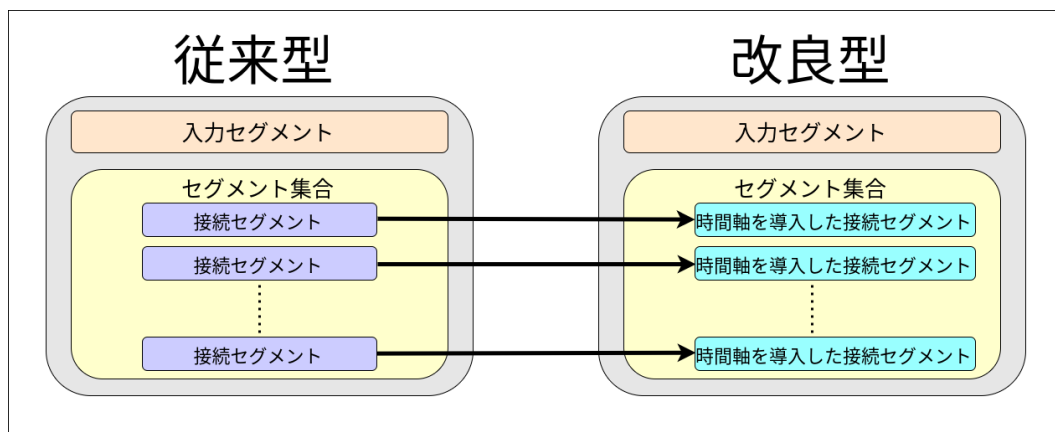 従来型
改良型
入力セグメント
入力セグメント
セグメント集合
セグメント集合
接続セグメント
時間軸を導入した接続セグメント
接続セグメント
時間軸を導入した接続セグメント
接続セグメント
時間軸を導入した接続セグメント